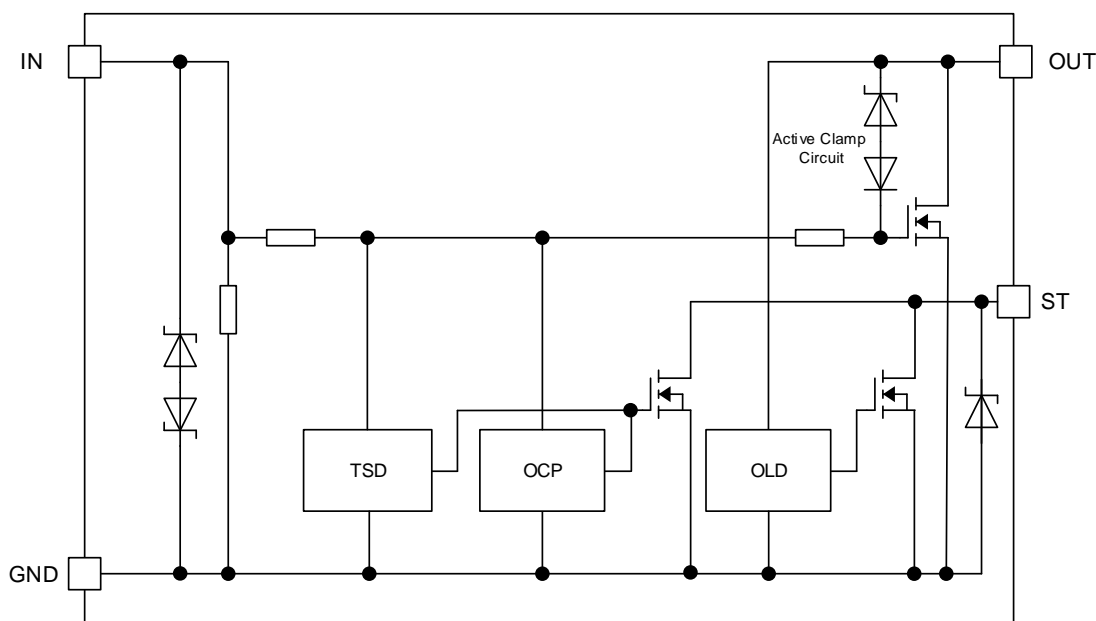 IN
OUT
Active Clamp
Circuit
ST
TSD
OCP
OLD
GND